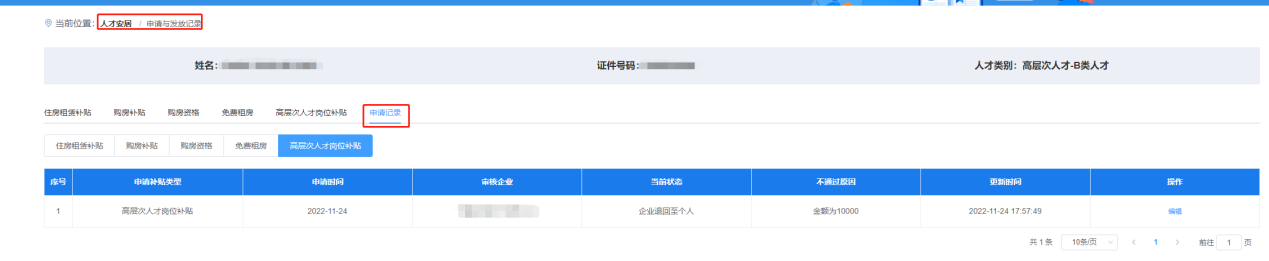 当前位置: 人才安居 / 申请与发放记录
姓名: 证件号码: 人才类别: 高层次人才-B类人才
住房租赁补贴 购房补贴 购房资格 免费租房 高层次人才岗位补贴 申请记录
住房租赁补贴 购房补贴 购房资格 免费租房 高层次人才岗位补贴
序号 申请补贴类型 申请时间 审核企业 当前状态 不通过原因 更新时间 操作
1 高层次人才岗位补贴 2022-11-24 企业退回至个人 金额为10000 2022-11-24 17:57:49 编辑
共 1 条 10条/页 < 1 > 前往 1 页